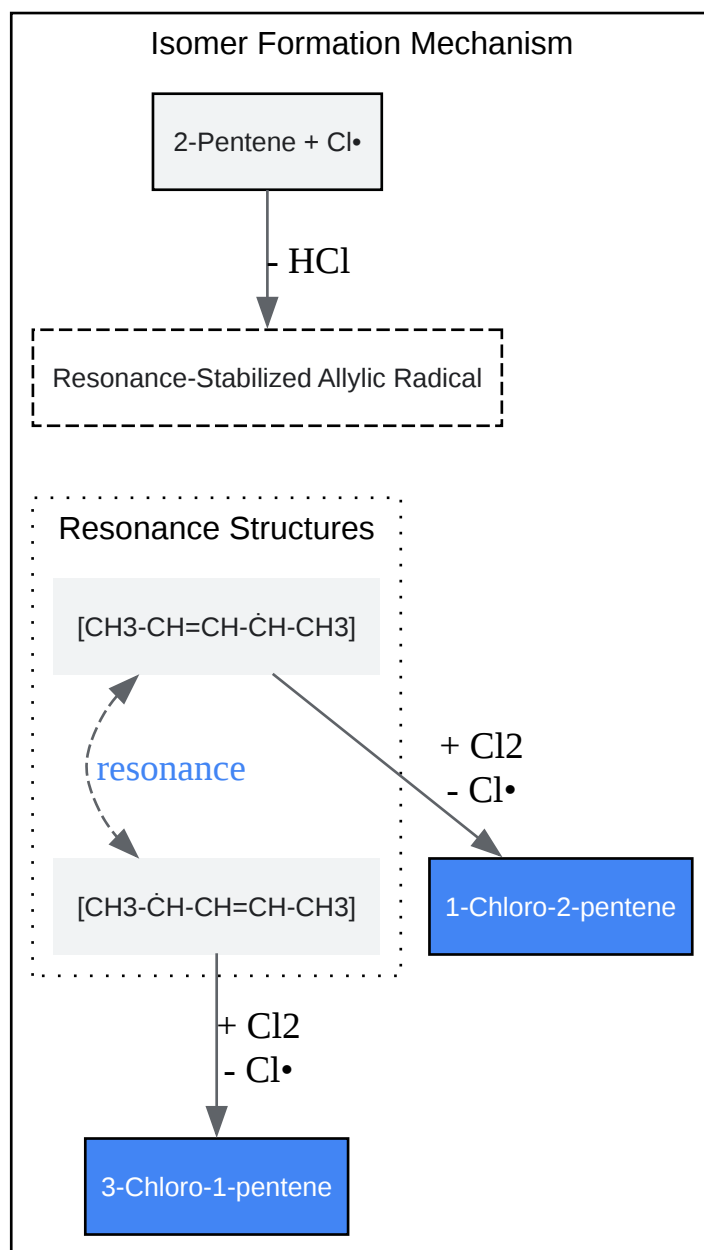 Isomer Formation Mechanism
2-Pentene + Cl•
- HCl
Resonance-Stabilized Allylic Radical
Resonance Structures
[CH3-CH=CH-ĊH-CH3]
resonance
+ Cl2
- Cl•
[CH3-ĊH-CH=CH-CH3]
1-Chloro-2-pentene
+ Cl2
- Cl•
3-Chloro-1-pentene